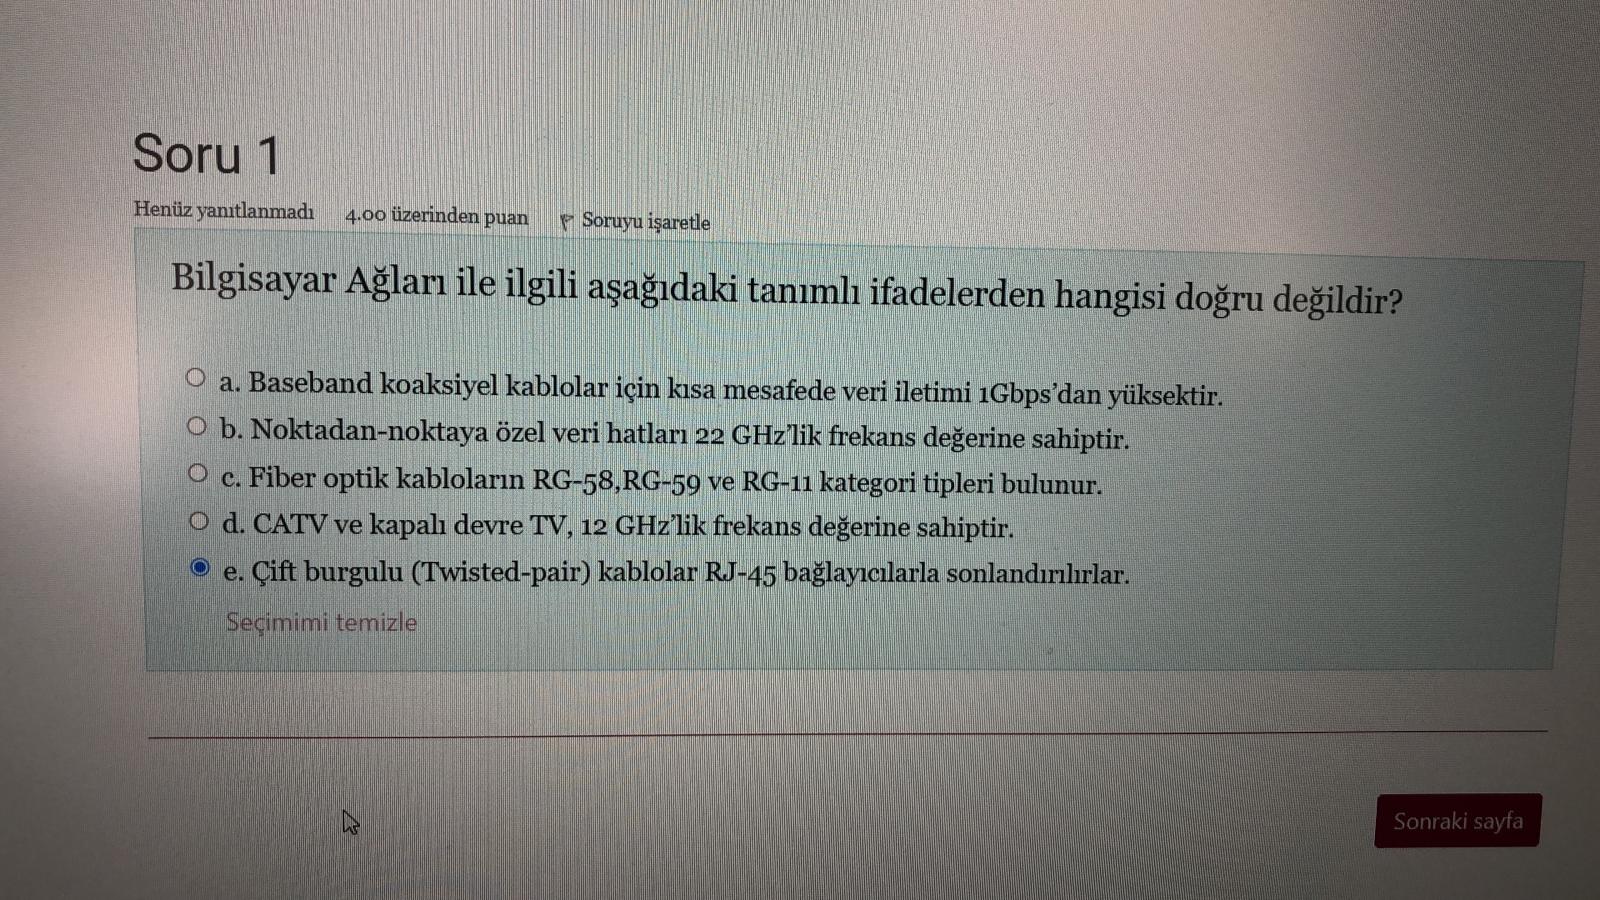 Soru 1
Henüz yanıtlanmadı 4.00 üzerinden puan Soruyu işaretle
Bilgisayar Ağları ile ilgili aşağıdaki tanımlı ifadelerden hangisi doğru değildir?
a. Baseband koaksiyel kablolar için kısa mesafede veri iletimi 1Gbps’dan yüksektir.
b. Noktadan-noktaya özel veri hatları 22 GHz’lik frekans değerine sahiptir.
c. Fiber optik kabloların RG-58,RG-59 ve RG-11 kategori tipleri bulunur.
d. CATV ve kapalı devre TV, 12 GHz’lik frekans değerine sahiptir.
e. Çift burgulu (Twisted-pair) kablolar RJ-45 bağlayıcılarla sonlandırılırlar.
Seçimimi temizle
Sonraki sayfa